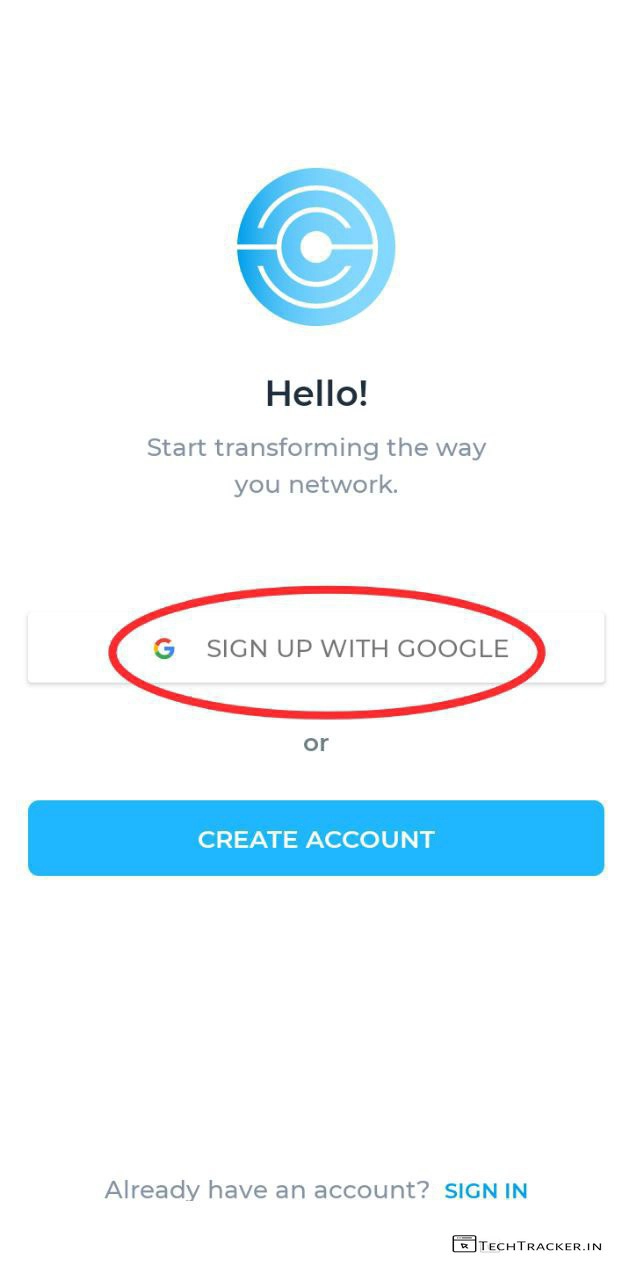 Hello!
Start transforming the way
you network.
SIGN UP WITH GOOGLE
or
CREATE ACCOUNT
Already have an account? SIGN IN
TECHTRACKER.IN